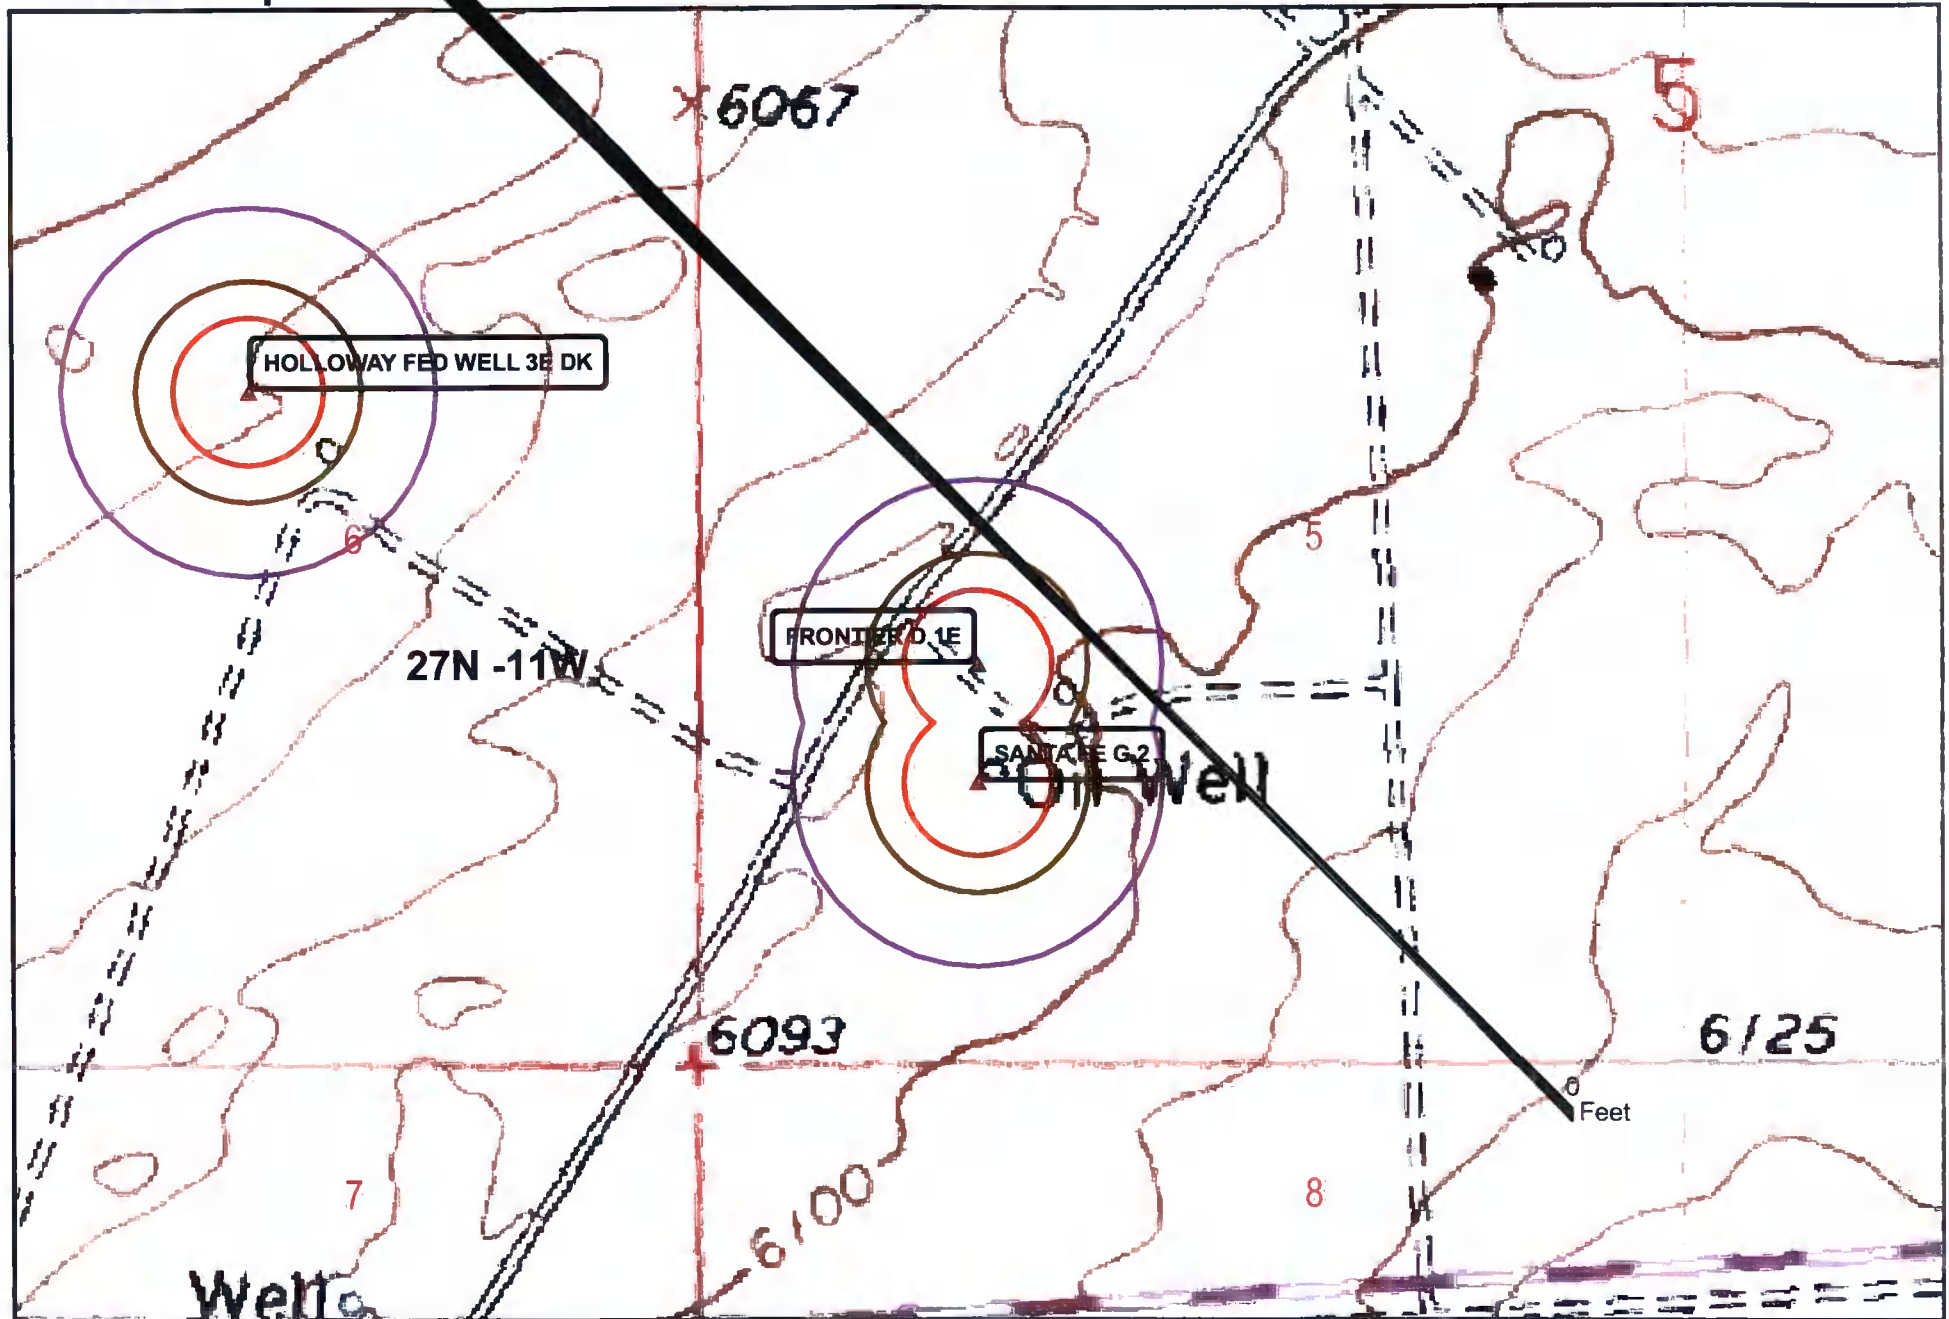 6067
5
HOLLOWAY FED WELL 3E DK
6
5
27N -11W
FRONTIER D 1E
SANTA FE G 2
Oil Well
6093
6125
0
Feet
7
8
6100
Well